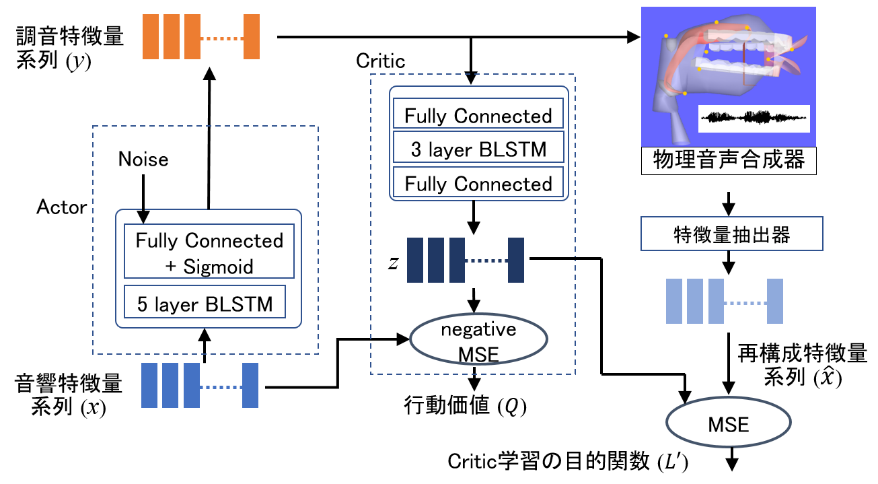 調音特徴量
系列 (y)
Critic
Fully Connected
3 layer BLSTM
Fully Connected
物理音声合成器
Noise
Actor
Fully Connected
+ Sigmoid
5 layer BLSTM
z
特徴量抽出器
negative
MSE
再構成特徴量
系列 (x̂)
音響特徴量
系列 (x)
行動価値 (Q)
MSE
Critic学習の目的関数 (L′)